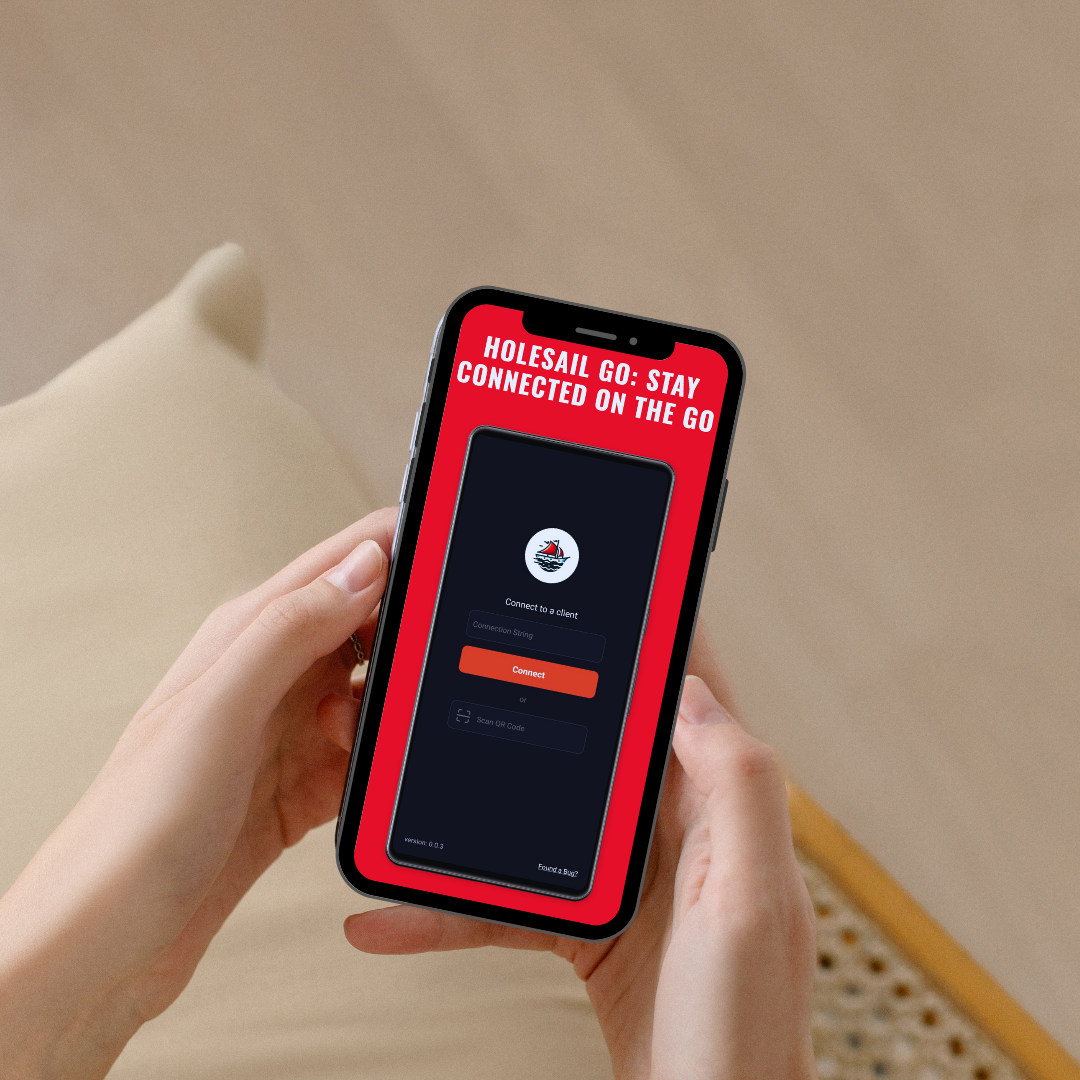 HOLESAIL GO: STAY
CONNECTED ON THE GO
Connect to a client
Connection String
Connect
or
Scan QR Code
version: 0.0.3
Found a Bug?